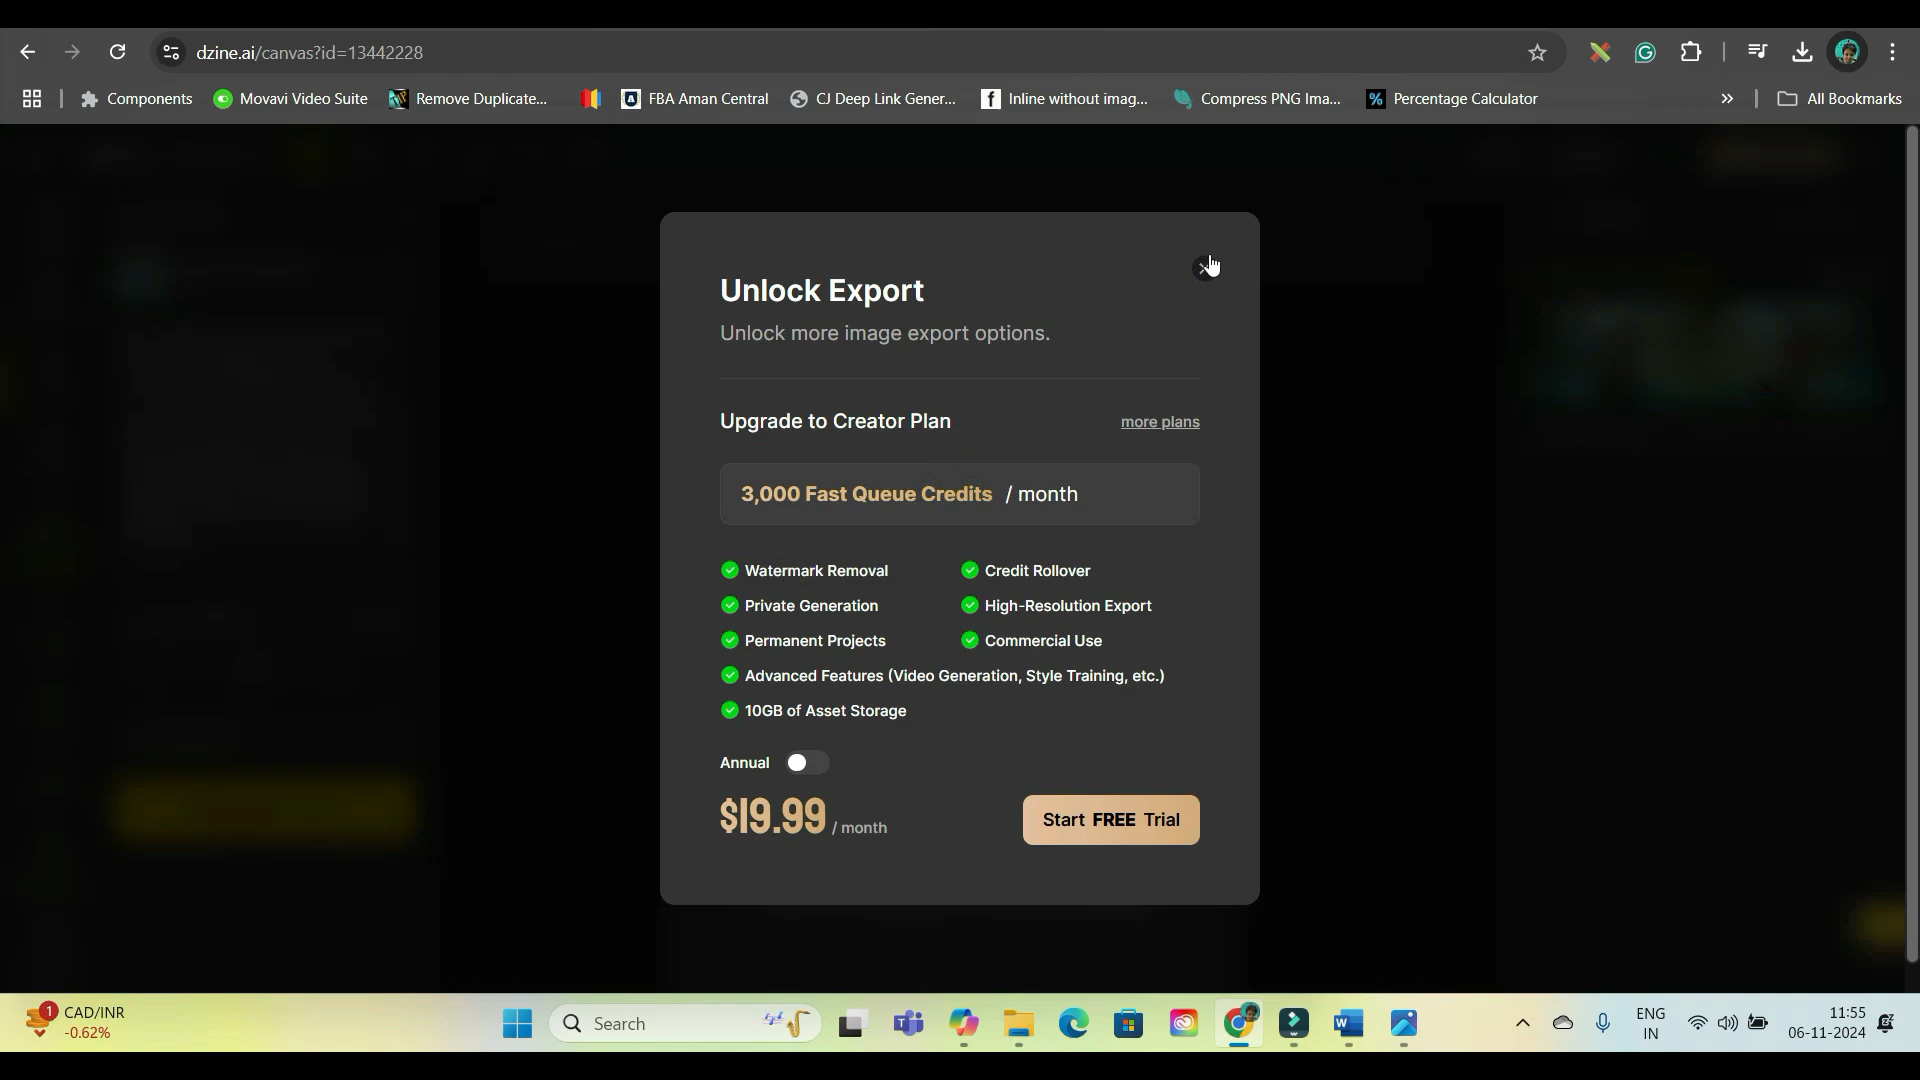 dzine.ai/canvas?id=13442228
Components
Movavi Video Suite
Remove Duplicate...
FBA Aman Central
CJ Deep Link Gener...
Inline without imag...
Compress PNG Ima...
Percentage Calculator
All Bookmarks
Unlock Export
Unlock more image export options.
Upgrade to Creator Plan more plans
3,000 Fast Queue Credits / month
Watermark Removal Credit Rollover
Private Generation High-Resolution Export
Permanent Projects Commercial Use
Advanced Features (Video Generation, Style Training, etc.)
10GB of Asset Storage
Annual
$19.99 / month Start FREE Trial
1
CAD/INR
-0.62%
Search
ENG
IN
11:55
06-11-2024